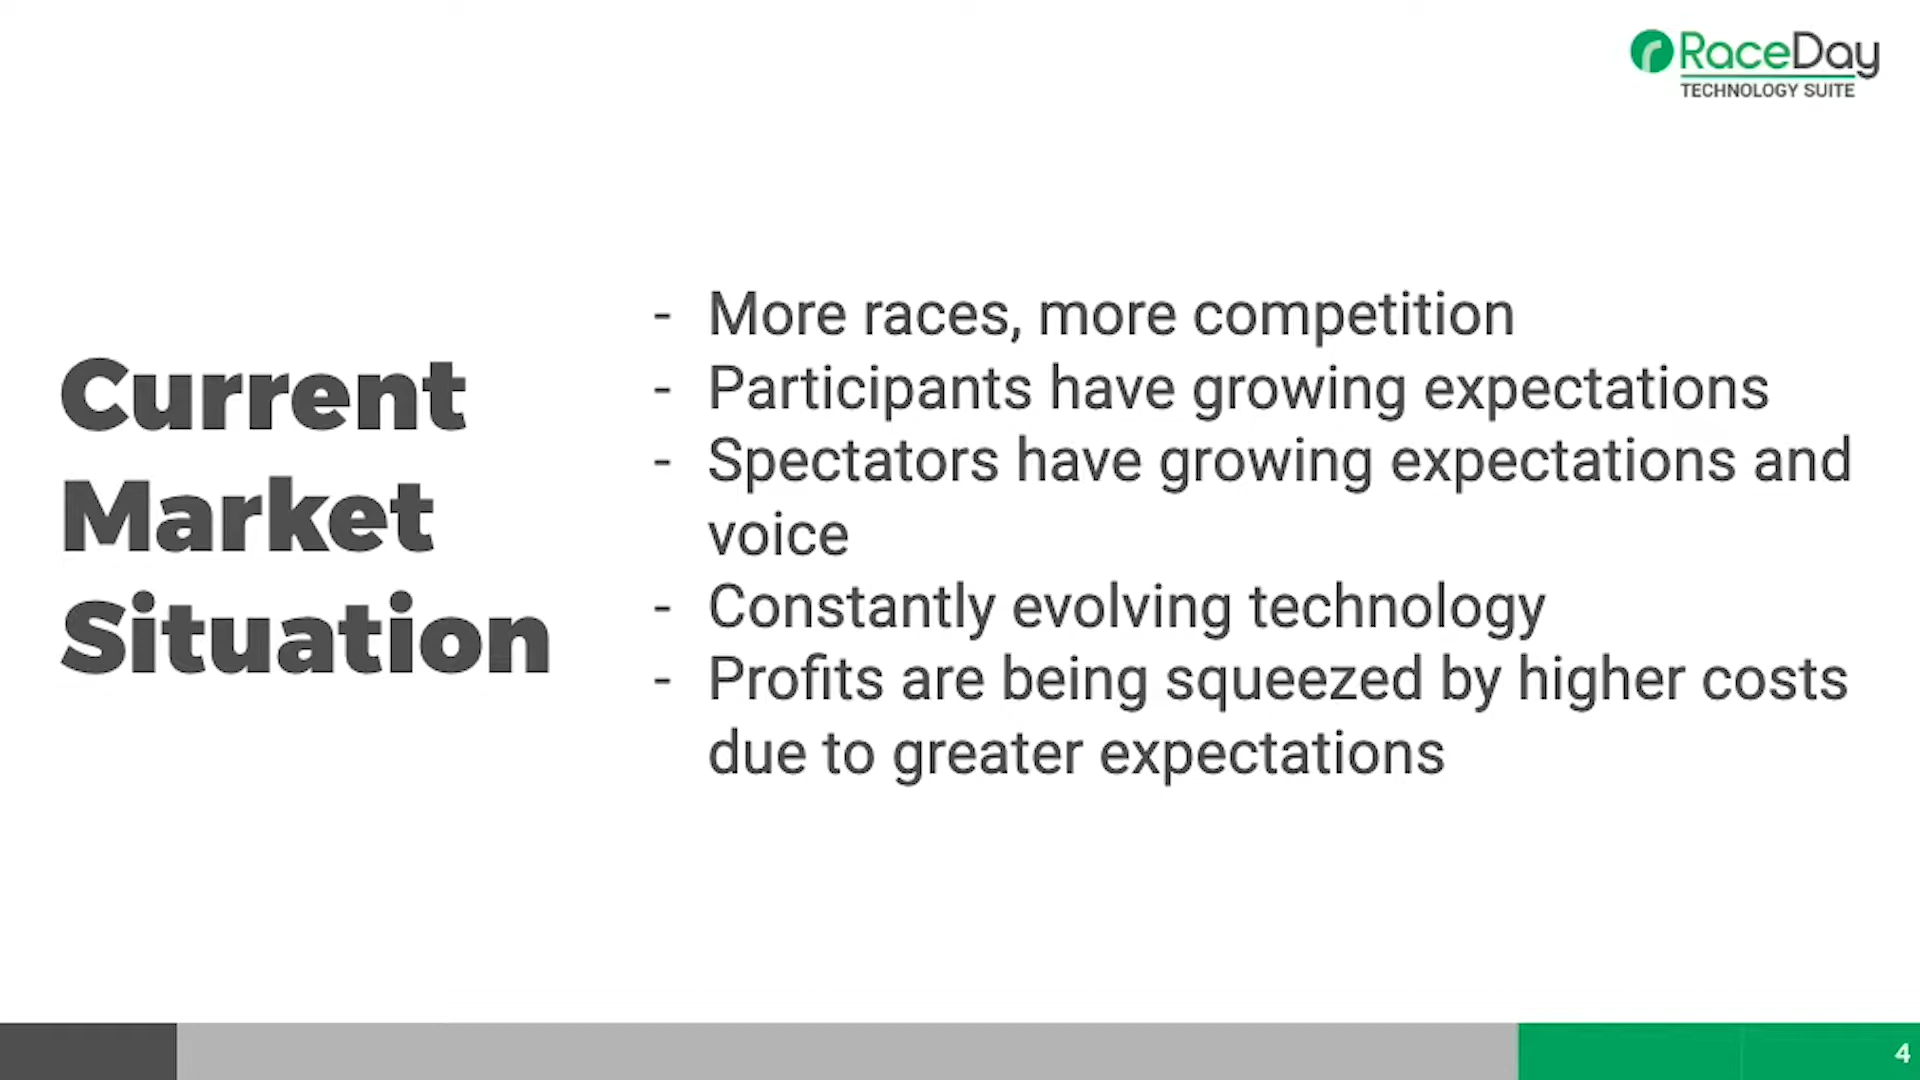 RaceDay
TECHNOLOGY SUITE
Current
Market
Situation
- More races, more competition
- Participants have growing expectations
- Spectators have growing expectations and
voice
- Constantly evolving technology
- Profits are being squeezed by higher costs
due to greater expectations
4